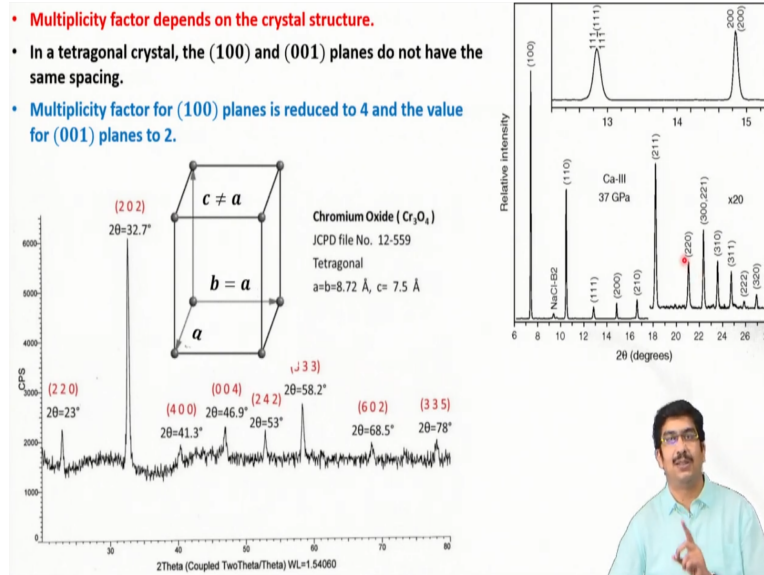 • Multiplicity factor depends on the crystal structure.
• In a tetragonal crystal, the (100) and (001) planes do not have the
same spacing.
• Multiplicity factor for (100) planes is reduced to 4 and the value
for (001) planes to 2.
c ≠ a
b = a
a
Chromium Oxide ( Cr₃O₄ )
JCPD file No. 12-559
Tetragonal
a=b=8.72 Å, c= 7.5 Å
(2 0 2)
2θ=32.7°
(2 2 0)
2θ=23°
(4 0 0)
2θ=41.3°
(0 0 4)
2θ=46.9°
(2 4 2)
2θ=53°
3 3)
2θ=58.2°
(6 0 2)
2θ=68.5°
(3 3 5)
2θ=78°
CPS
6000
5000
4000
3000
2000
1000
0
30
40
50
60
70
80
2Theta (Coupled TwoTheta/Theta) WL=1.54060
Relative intensity
(100)
NaCl-B2
(110)
(111)
(200)
(210)
(111)
200
(200)
13
14
15
Ca-III
37 GPa
x20
(211)
(220)
(300,221)
(310)
(311)
(222)
(320)
6
8
10
12
14
16
18
20
22
24
26
2θ (degrees)